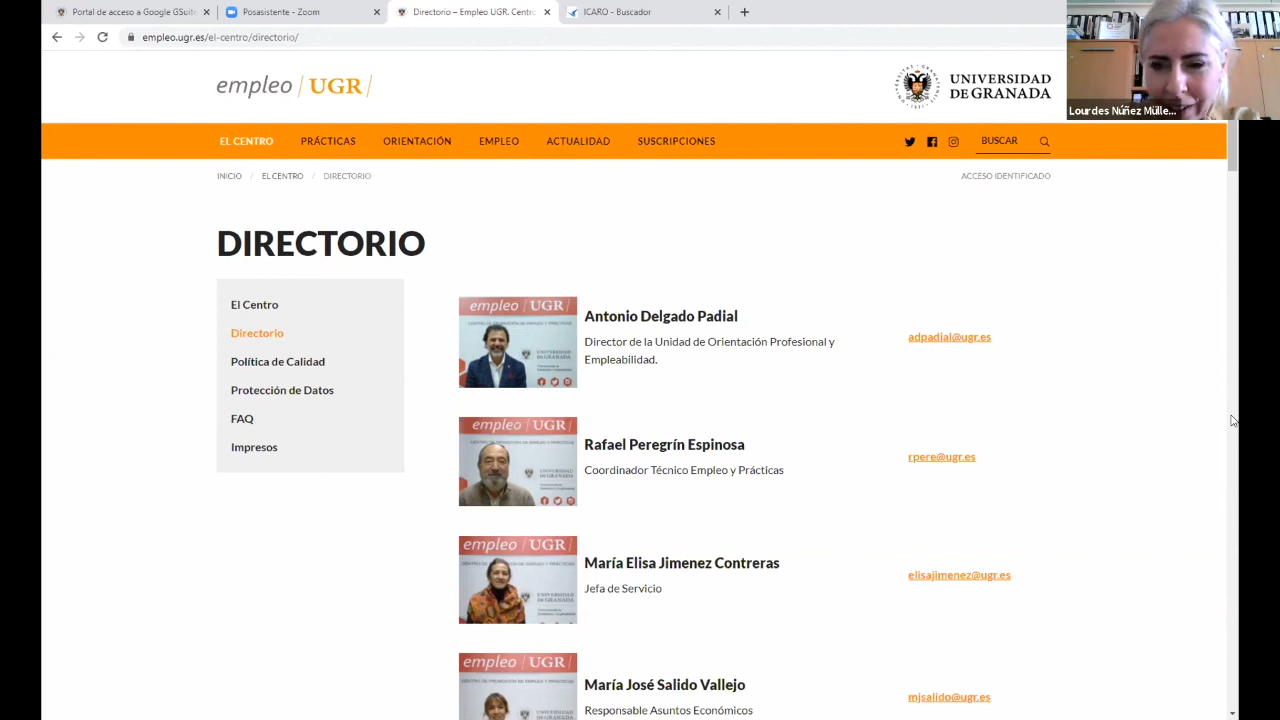 Portal de acceso a Google GSuite
Posasistente - Zoom
Directorio – Empleo UGR. Centro
ICARO - Buscador
empleo.ugr.es/el-centro/directorio/
empleo / UGR /
UNIVERSIDAD
DE GRANADA
Lourdes Núñez Mülle...
EL CENTRO
PRÁCTICAS
ORIENTACIÓN
EMPLEO
ACTUALIDAD
SUSCRIPCIONES
BUSCAR
INICIO / EL CENTRO / DIRECTORIO
ACCESO IDENTIFICADO
DIRECTORIO
El Centro
Directorio
Política de Calidad
Protección de Datos
FAQ
Impresos
empleo / UGR /
Antonio Delgado Padial
Director de la Unidad de Orientación Profesional y
Empleabilidad.
adpadial@ugr.es
empleo / UGR /
Rafael Peregrín Espinosa
Coordinador Técnico Empleo y Prácticas
rpere@ugr.es
empleo / UGR /
María Elisa Jimenez Contreras
Jefa de Servicio
elisajimenez@ugr.es
empleo / UGR /
María José Salido Vallejo
Responsable Asuntos Económicos
mjsalido@ugr.es